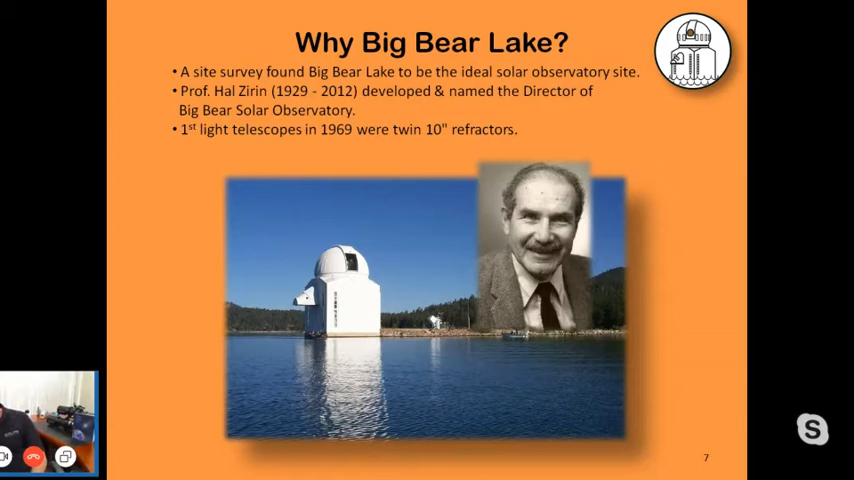 Why Big Bear Lake?
• A site survey found Big Bear Lake to be the ideal solar observatory site.
• Prof. Hal Zirin (1929 - 2012) developed & named the Director of
Big Bear Solar Observatory.
• 1st light telescopes in 1969 were twin 10" refractors.
7
S